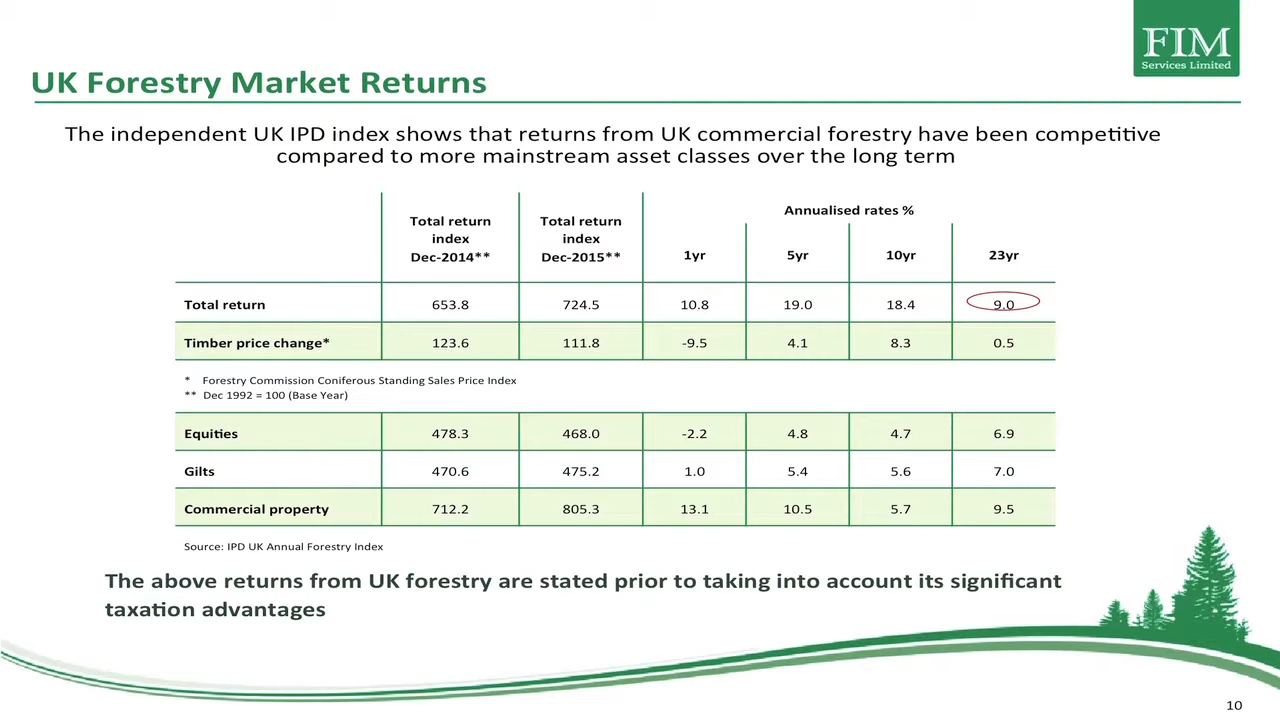 FIM
Services Limited
UK Forestry Market Returns
The independent UK IPD index shows that returns from UK commercial forestry have been competitive
compared to more mainstream asset classes over the long term
Total return index Dec-2014** Total return index Dec-2015** Annualised rates %
1yr 5yr 10yr 23yr
Total return 653.8 724.5 10.8 19.0 18.4 9.0
Timber price change* 123.6 111.8 -9.5 4.1 8.3 0.5
* Forestry Commission Coniferous Standing Sales Price Index
** Dec 1992 = 100 (Base Year)
Equities 478.3 468.0 -2.2 4.8 4.7 6.9
Gilts 470.6 475.2 1.0 5.4 5.6 7.0
Commercial property 712.2 805.3 13.1 10.5 5.7 9.5
Source: IPD UK Annual Forestry Index
The above returns from UK forestry are stated prior to taking into account its significant
taxation advantages
10